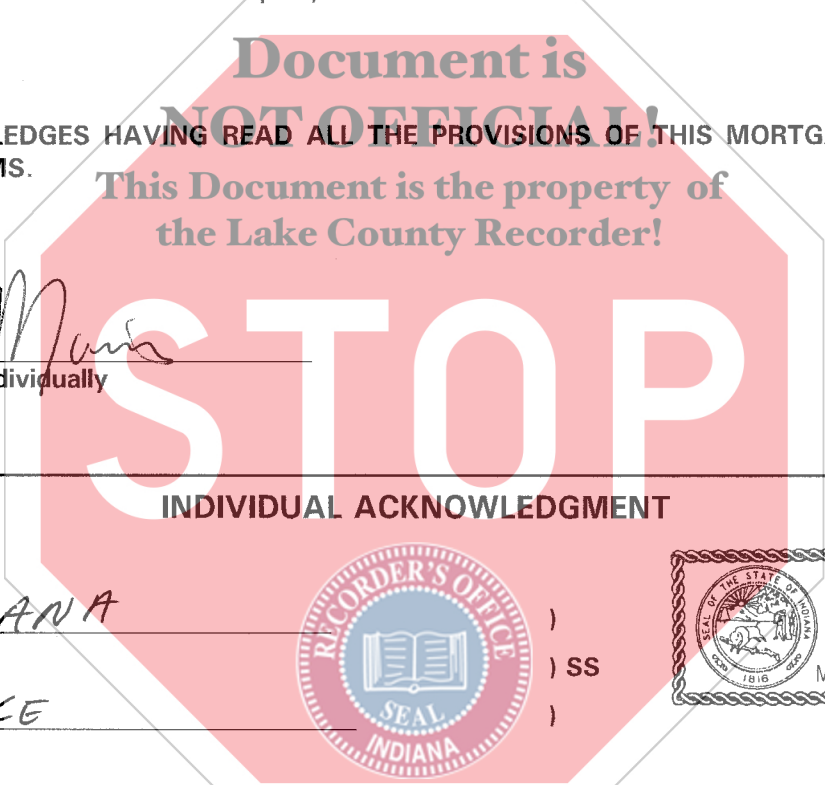 Document is
NOT OFFICIAL!
LEDGES HAVING READ ALL THE PROVISIONS OF THIS MORTGA
MS.
This Document is the property of
the Lake County Recorder!
dividually
STOP
INDIVIDUAL ACKNOWLEDGMENT
ANA
)
) SS
)
CE
RECORDER'S OFFICE
SEAL
INDIANA
SEAL OF THE STATE OF INDIANA
1816
M